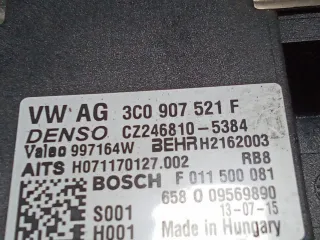 VW AG 3C0 907 521 F
DENSO CZ246810-5384
Valeo 997164W BEHR H2162003
AITS H071170127.002 RB8
BOSCH F 011 500 081
658 0 09569890
S001 13-07-15
H001 Made in Hungary